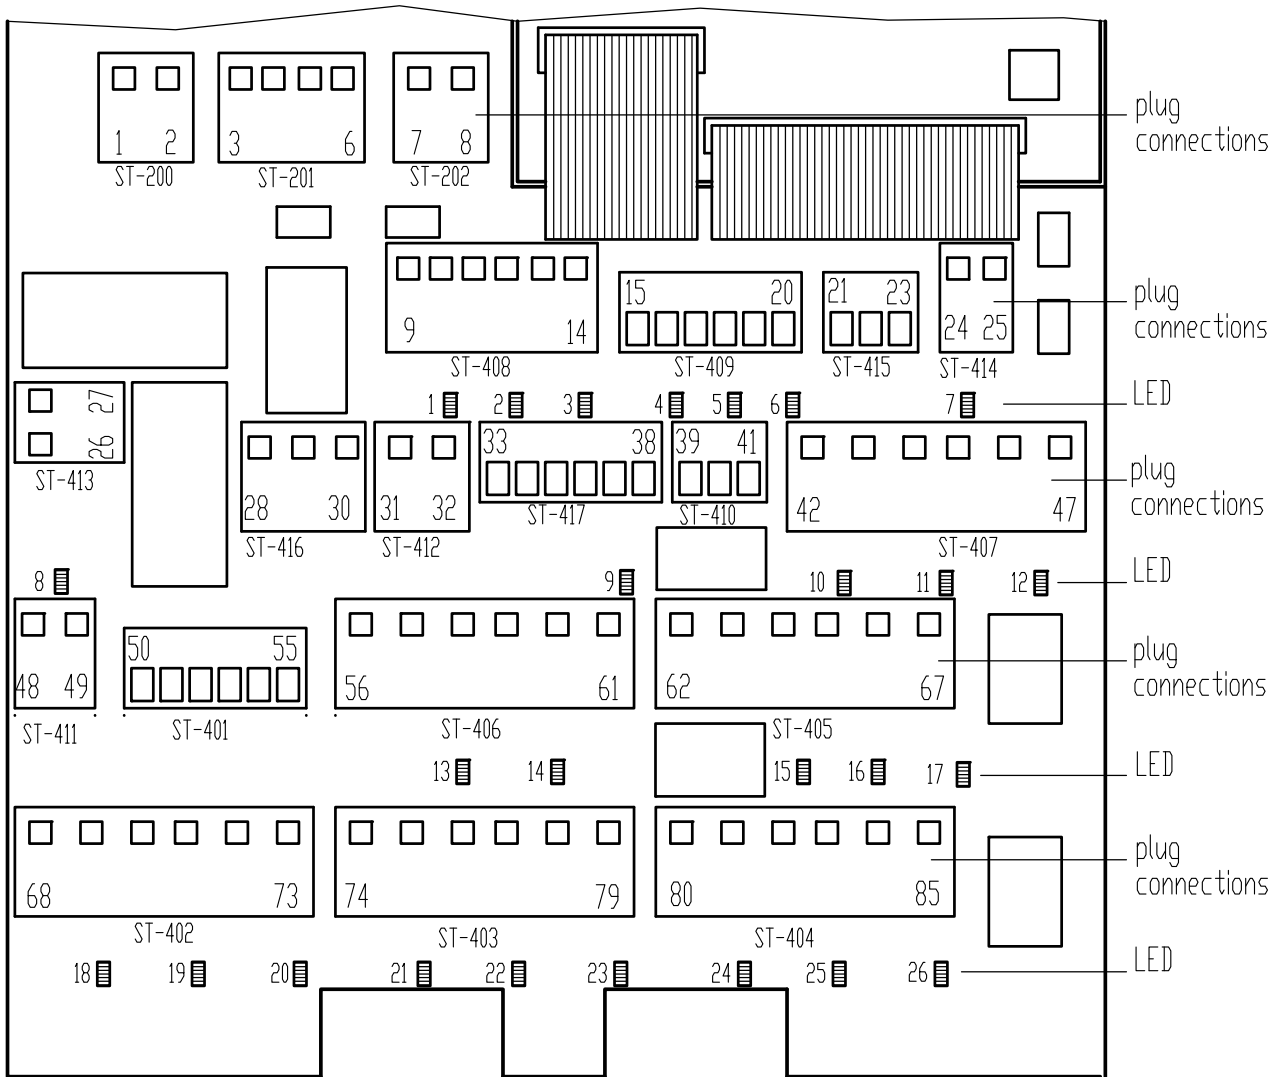 1 2 3 6 7 8
plug
connections
ST-200 ST-201 ST-202
15 20 21 23
plug
connections
9 14 24 25
ST-408 ST-409 ST-415 ST-414
27
26
ST-413
1 2 3 4 5 6 7 LED
33 38 39 41
plug
connections
28 30 31 32 42 47
ST-416 ST-412 ST-417 ST-410 ST-407
8 9 10 11 12 LED
50 55
plug
connections
48 49 56 61 62 67
ST-411 ST-401 ST-406 ST-405
13 14 15 16 17 LED
plug
connections
68 73 74 79 80 85
ST-402 ST-403 ST-404
18 19 20 21 22 23 24 25 26 LED